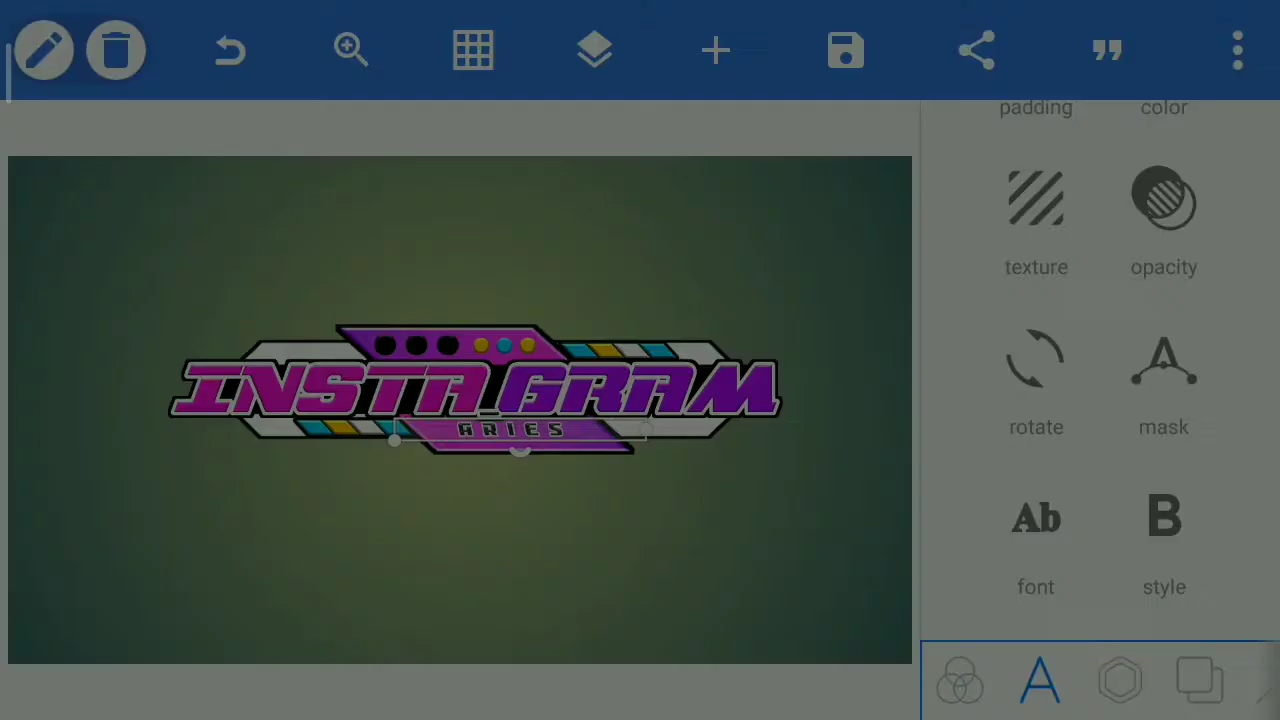 padding color
texture opacity
INSTA GRAM
ARIES
rotate mask
Ab B
font style
A